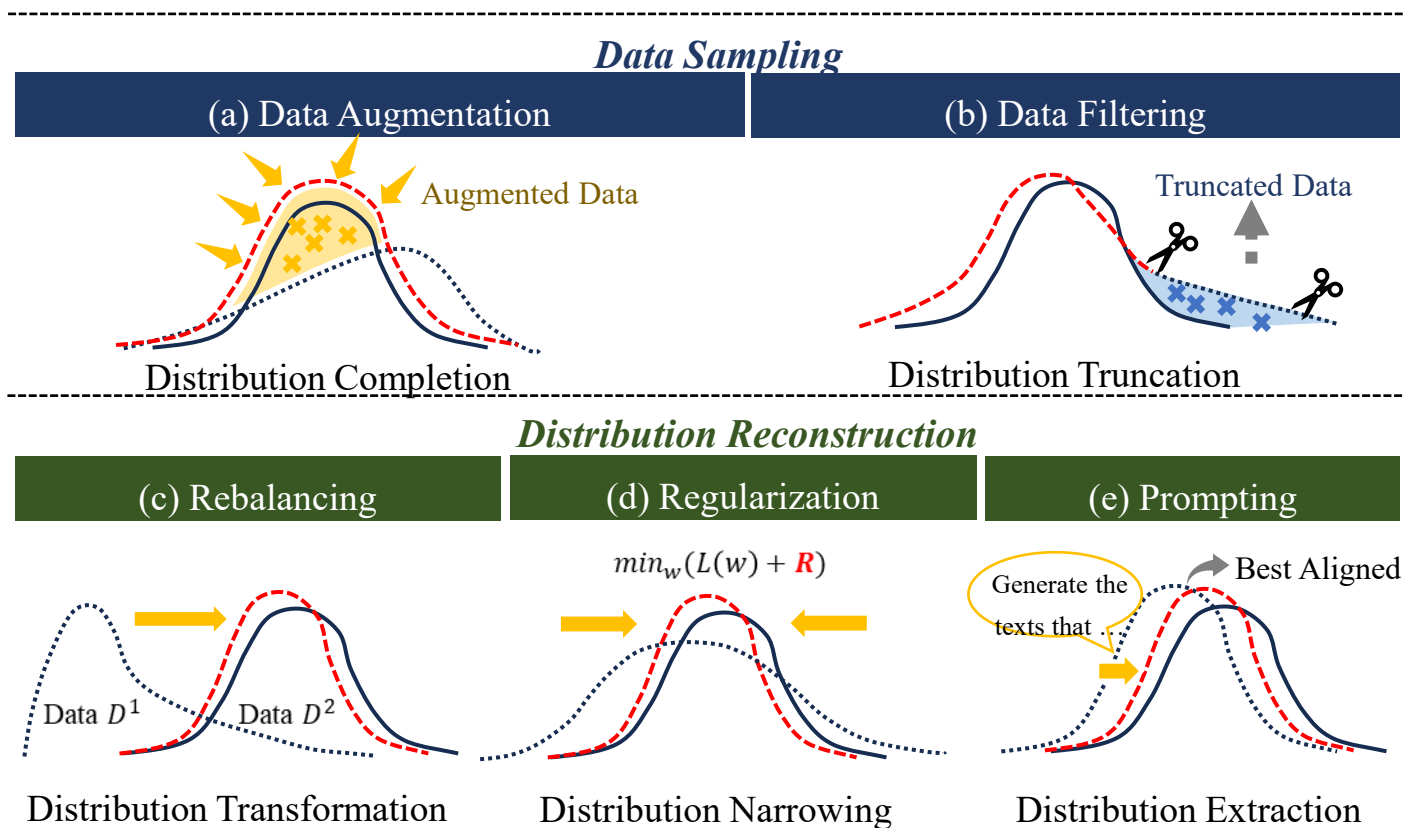 Data Sampling
(a) Data Augmentation
(b) Data Filtering
Augmented Data
Truncated Data
Distribution Completion
Distribution Truncation
Distribution Reconstruction
(c) Rebalancing
(d) Regularization
(e) Prompting
Data D¹
Data D²
min_w(L(w) + R)
Generate the
texts that …
Best Aligned
Distribution Transformation
Distribution Narrowing
Distribution Extraction